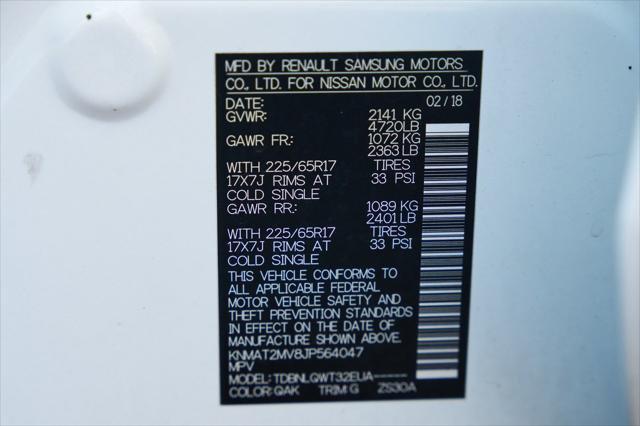 MFD BY RENAULT SAMSUNG MOTORS
CO., LTD. FOR NISSAN MOTOR CO., LTD.
DATE: 02/18
GVWR: 2141 KG
4720LB
GAWR FR: 1072 KG
2363LB
WITH 225/65R17 TIRES
17X7J RIMS AT 33 PSI
COLD SINGLE
GAWR RR: 1089 KG
2401LB
WITH 225/65R17 TIRES
17X7J RIMS AT 33 PSI
COLD SINGLE
THIS VEHICLE CONFORMS TO
ALL APPLICABLE FEDERAL
MOTOR VEHICLE SAFETY AND
THEFT PREVENTION STANDARDS
IN EFFECT ON THE DATE OF
MANUFACTURE SHOWN ABOVE.
KNMAT2MV8JP564047
MPV
MODEL: TDBNLQWT32EUA-----
COLOR: QAK TRIM: G ZS30A